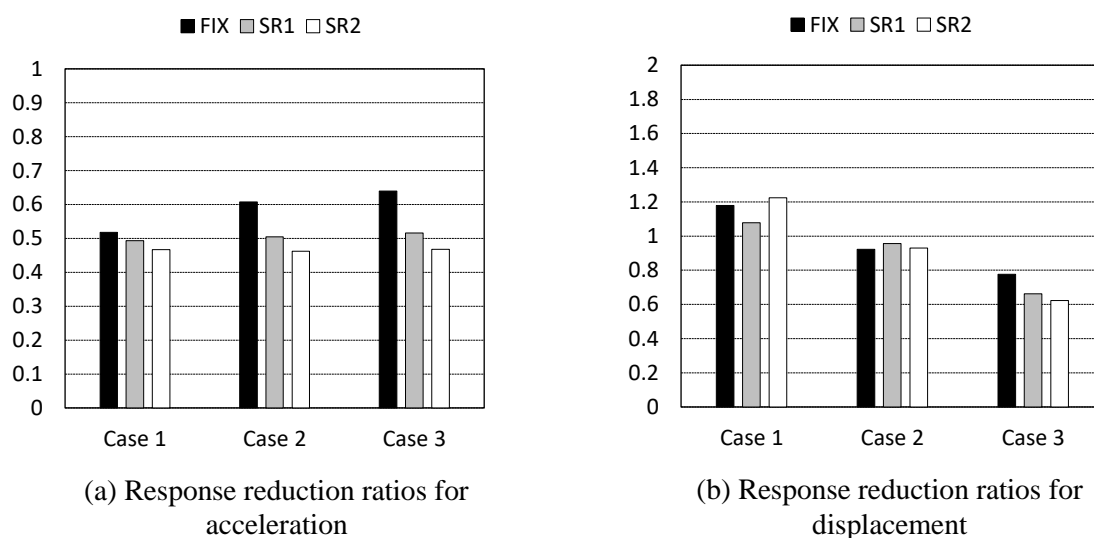 FIX SR1 SR2
1
0.9
0.8
0.7
0.6
0.5
0.4
0.3
0.2
0.1
0
Case 1 Case 2 Case 3
(a) Response reduction ratios for
acceleration
FIX SR1 SR2
2
1.8
1.6
1.4
1.2
1
0.8
0.6
0.4
0.2
0
Case 1 Case 2 Case 3
(b) Response reduction ratios for
displacement